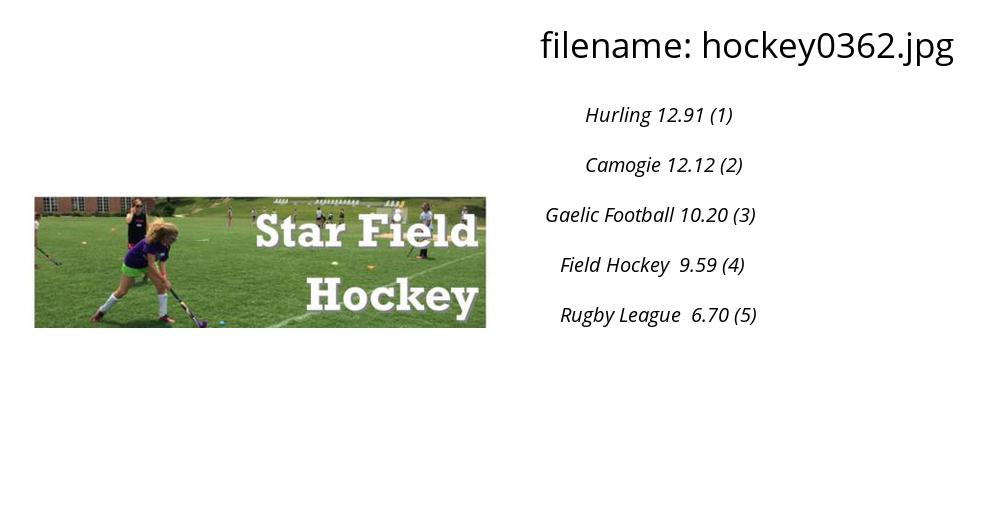 filename: hockey0362.jpg
Hurling 12.91 (1)
Camogie 12.12 (2)
Gaelic Football 10.20 (3)
Field Hockey 9.59 (4)
Rugby League 6.70 (5)
Star Field
Hockey